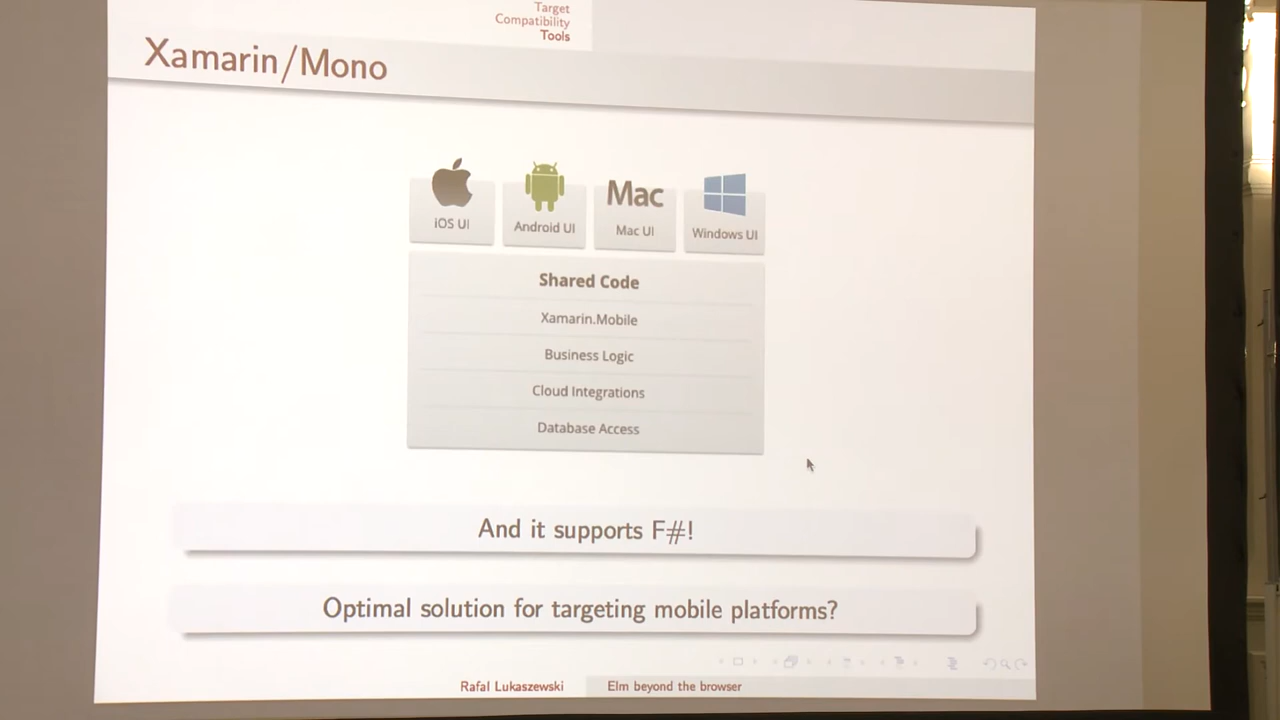 Target
Compatibility
Tools
Xamarin/Mono
Mac
iOS UI
Android UI
Mac UI
Windows UI
Shared Code
Xamarin.Mobile
Business Logic
Cloud Integrations
Database Access
And it supports F#!
Optimal solution for targeting mobile platforms?
Rafal Lukaszewski
Elm beyond the browser